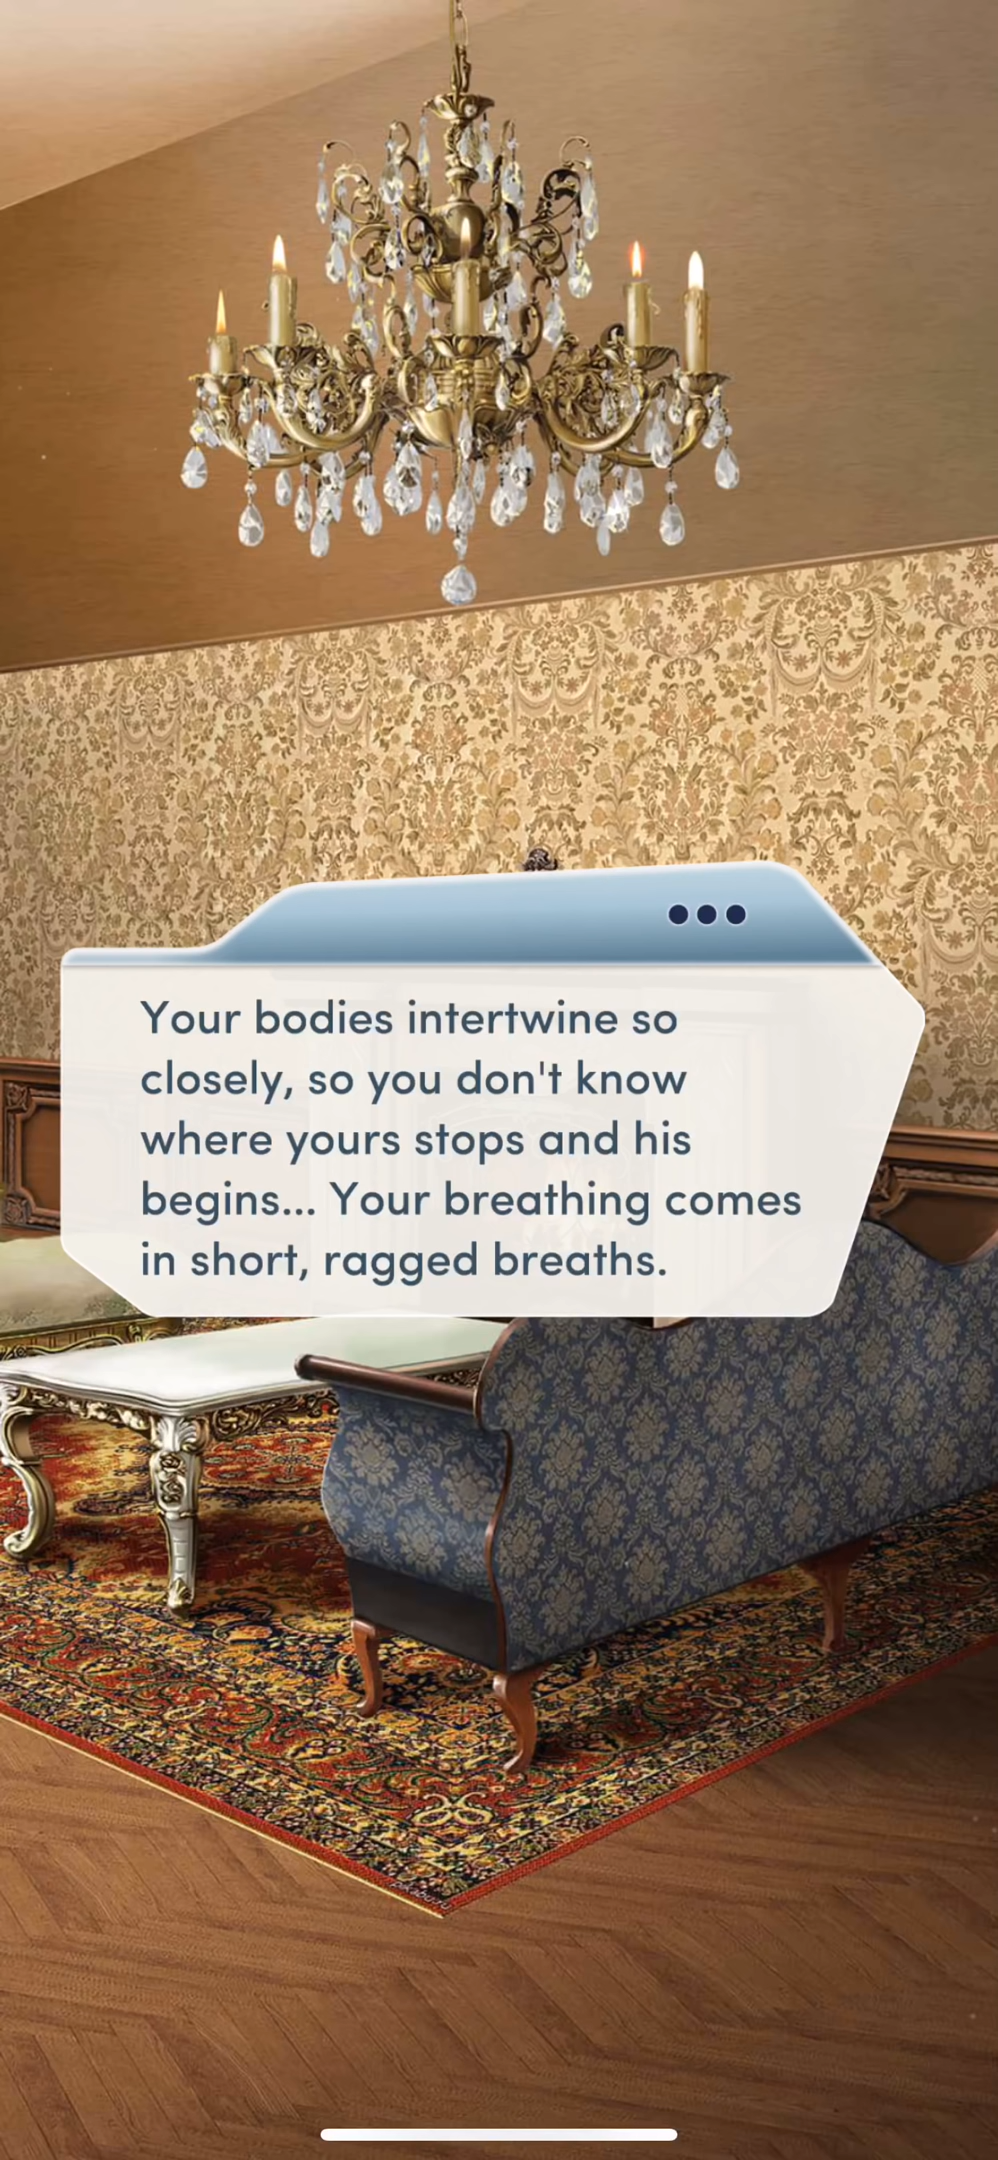 Your bodies intertwine so
closely, so you don't know
where yours stops and his
begins... Your breathing comes
in short, ragged breaths.